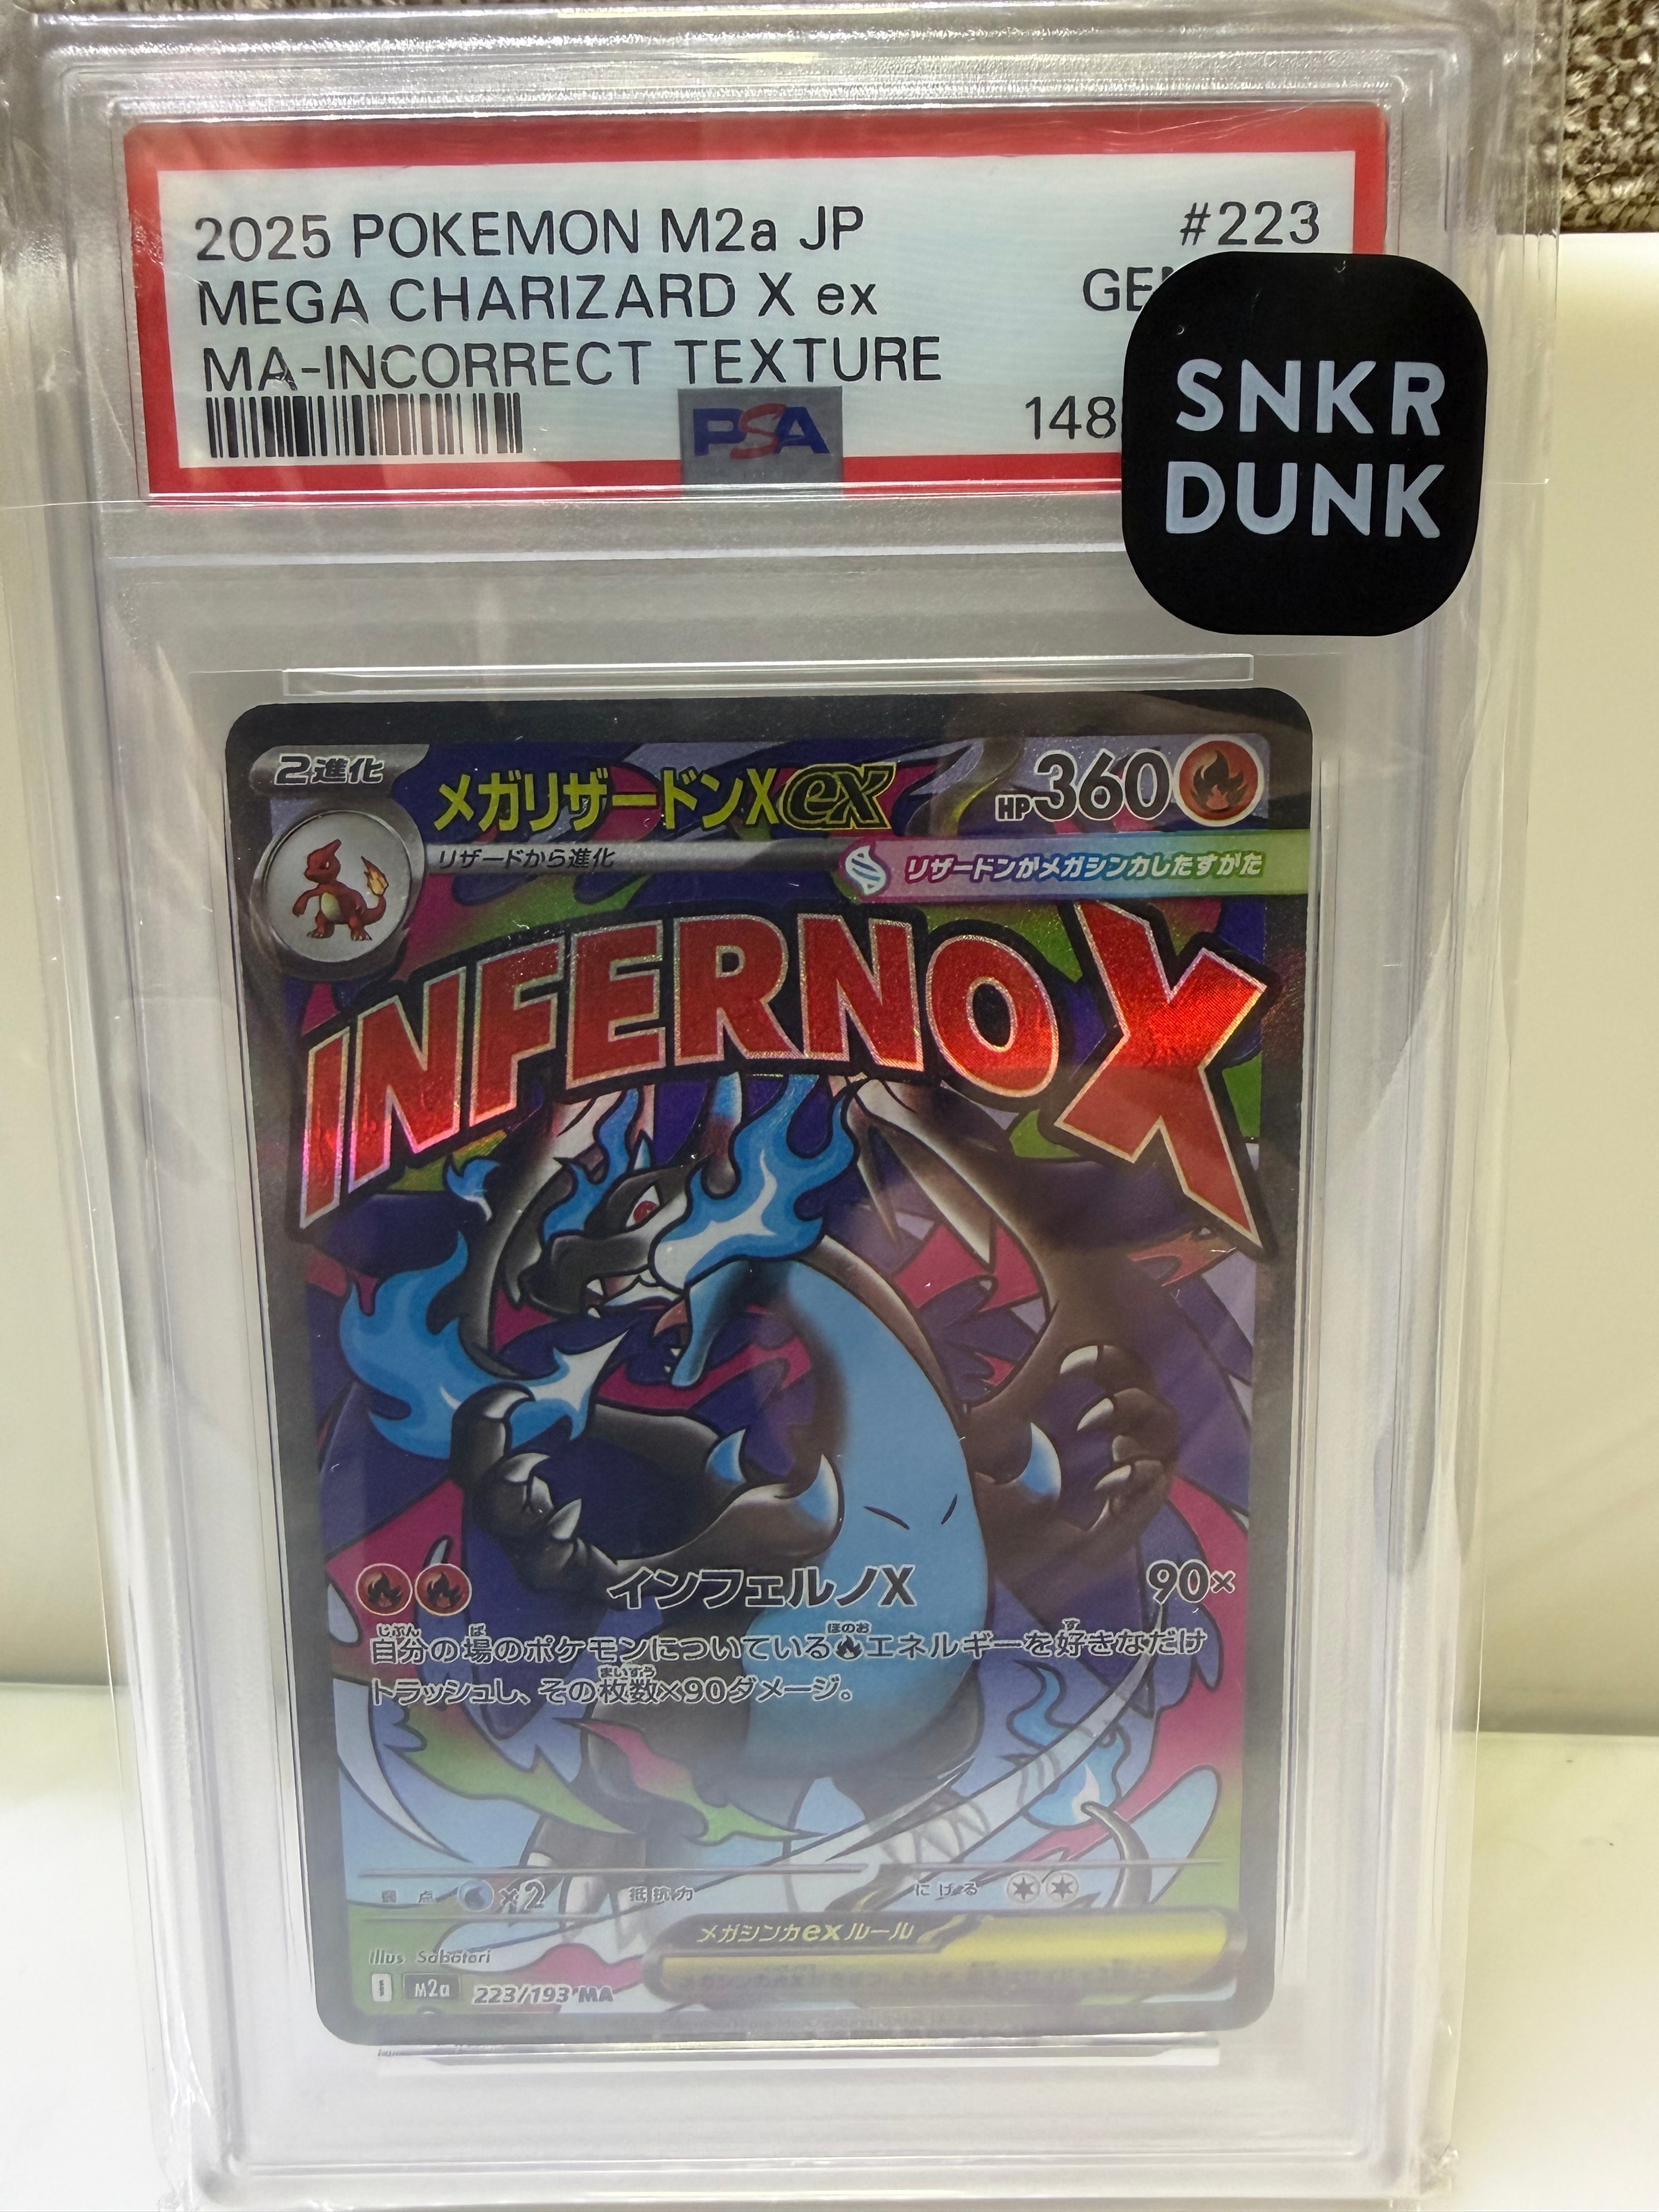 2025 POKEMON M2a JP
#223
MEGA CHARIZARD X ex
MA-INCORRECT TEXTURE
PSA
148
SNKR
DUNK
2進化
メガリザードンXex
HP360
リザードから進化
リザードンがメガシンカしたすがた
INFERNO X
インフェルノX
90×
自分の場のポケモンについているエネルギーを好きなだけ
トラッシュし、その枚数×90ダメージ。
弱点
×2
抵抗力
にげる
メガシンカexルール
Illus. Sabotori
I
M2a
223/193 MA